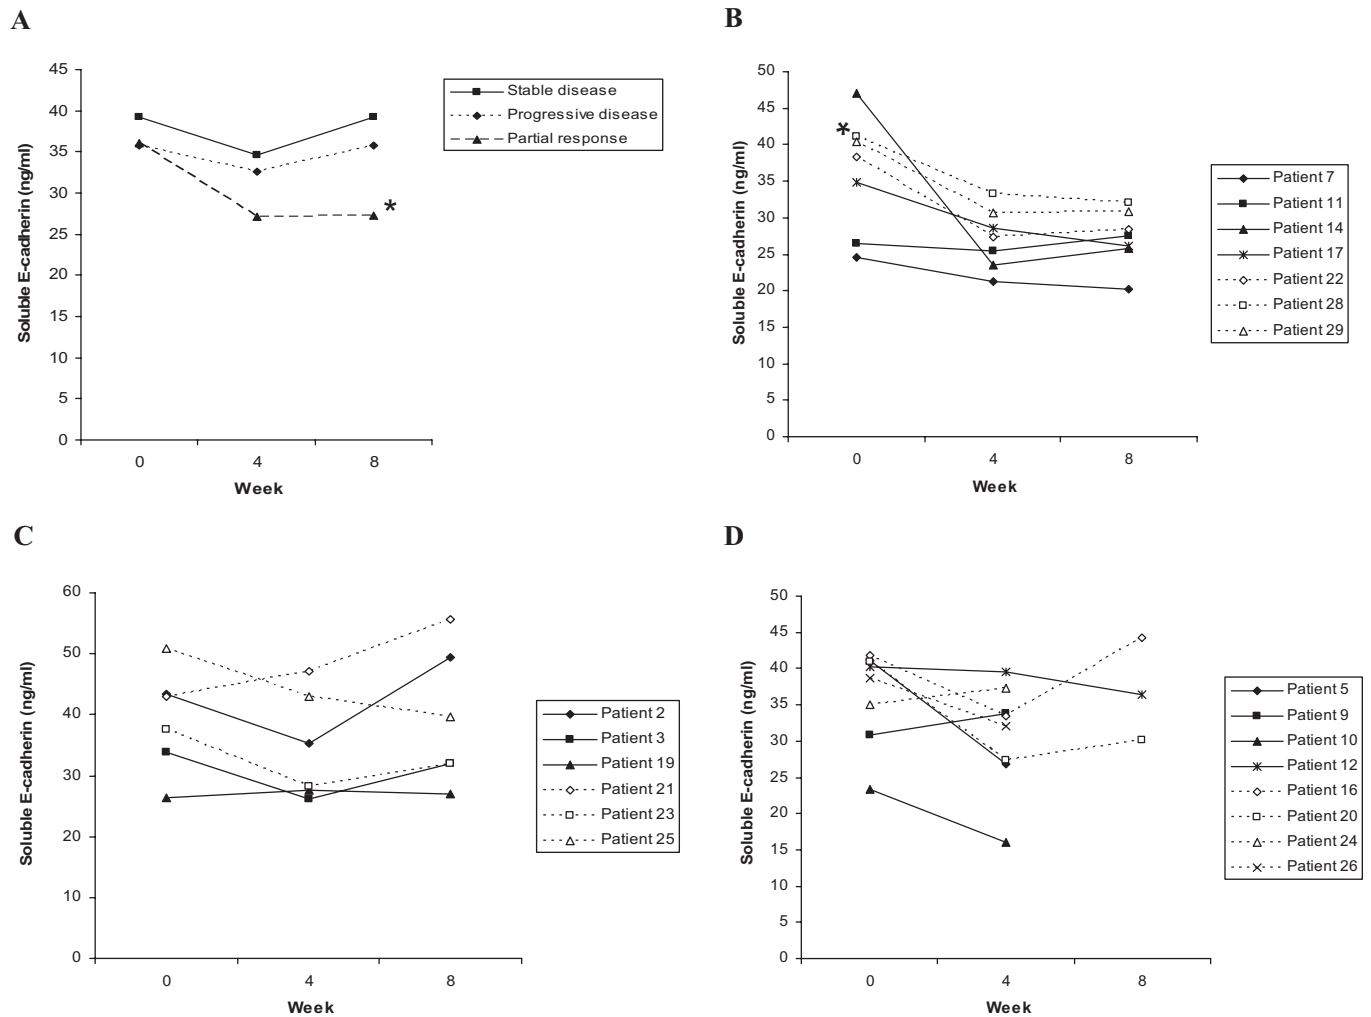 A
45
40
35
30
25
20
15
10
5
0
Soluble E-cadherin (ng/ml)
0 4 8
Week
Stable disease
Progressive disease
Partial response
*
B
50
45
40
35
30
25
20
15
10
5
0
Soluble E-cadherin (ng/ml)
*
0 4 8
Week
Patient 7
Patient 11
Patient 14
Patient 17
Patient 22
Patient 28
Patient 29
C
60
50
40
30
20
10
0
Soluble E-cadherin (ng/ml)
0 4 8
Week
Patient 2
Patient 3
Patient 19
Patient 21
Patient 23
Patient 25
D
50
45
40
35
30
25
20
15
10
5
0
Soluble E-cadherin (ng/ml)
0 4 8
Week
Patient 5
Patient 9
Patient 10
Patient 12
Patient 16
Patient 20
Patient 24
Patient 26